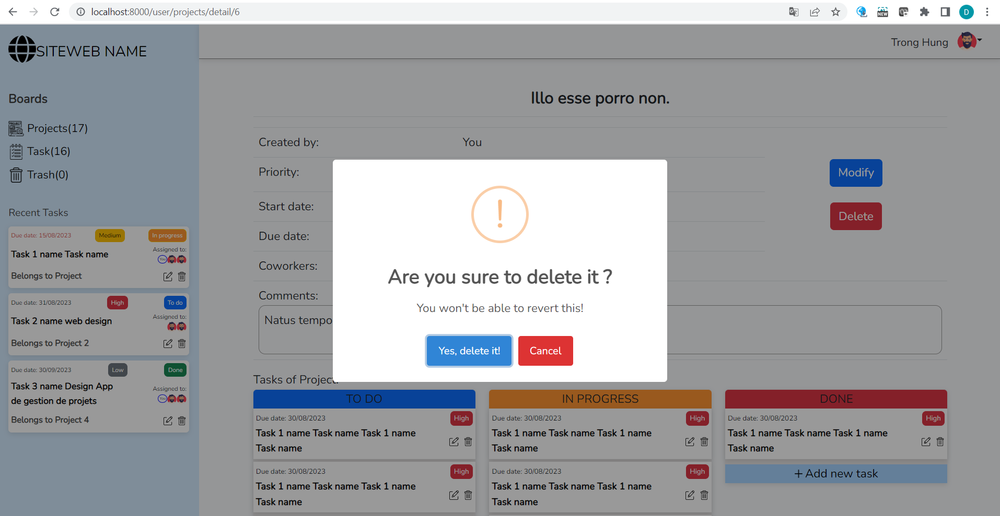 localhost:8000/user/projects/detail/6
NEW
D
SITEWEB NAME
Trong Hung
Boards
Projects(17)
Task(16)
Trash(0)
Recent Tasks
Due date: 15/08/2023 Medium In progress
Task 1 name Task name
Assigned to:
You
Belongs to Project
Due date: 31/08/2023 High To do
Task 2 name web design
Assigned to:
Belongs to Project 2
Due date: 30/09/2023 Low Done
Task 3 name Design App
de gestion de projets
Assigned to:
You
Belongs to Project 4
Illo esse porro non.
Created by: You
Priority:
Start date:
Due date:
Coworkers:
Comments:
Natus tempo
Modify
Delete
!
Are you sure to delete it ?
You won't be able to revert this!
Yes, delete it! Cancel
Tasks of Project:
TO DO
Due date: 30/08/2023 High
Task 1 name Task name Task 1 name
Task name
Due date: 30/08/2023 High
Task 1 name Task name Task 1 name
Task name
IN PROGRESS
Due date: 30/08/2023 High
Task 1 name Task name Task 1 name
Task name
Due date: 30/08/2023 High
Task 1 name Task name Task 1 name
Task name
DONE
Due date: 30/08/2023 High
Task 1 name Task name Task 1 name
Task name
+ Add new task